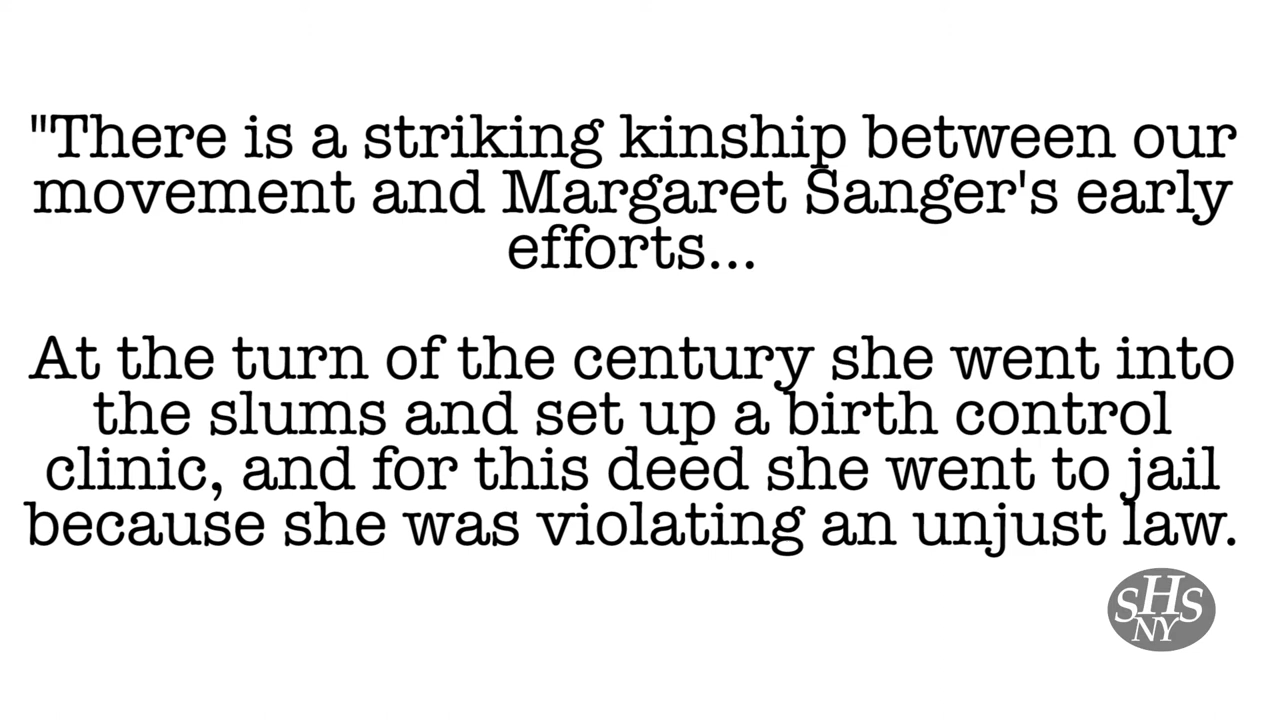 "There is a striking kinship between our
movement and Margaret Sanger's early
efforts...
At the turn of the century she went into
the slums and set up a birth control
clinic, and for this deed she went to jail
because she was violating an unjust law.
SHS
NY